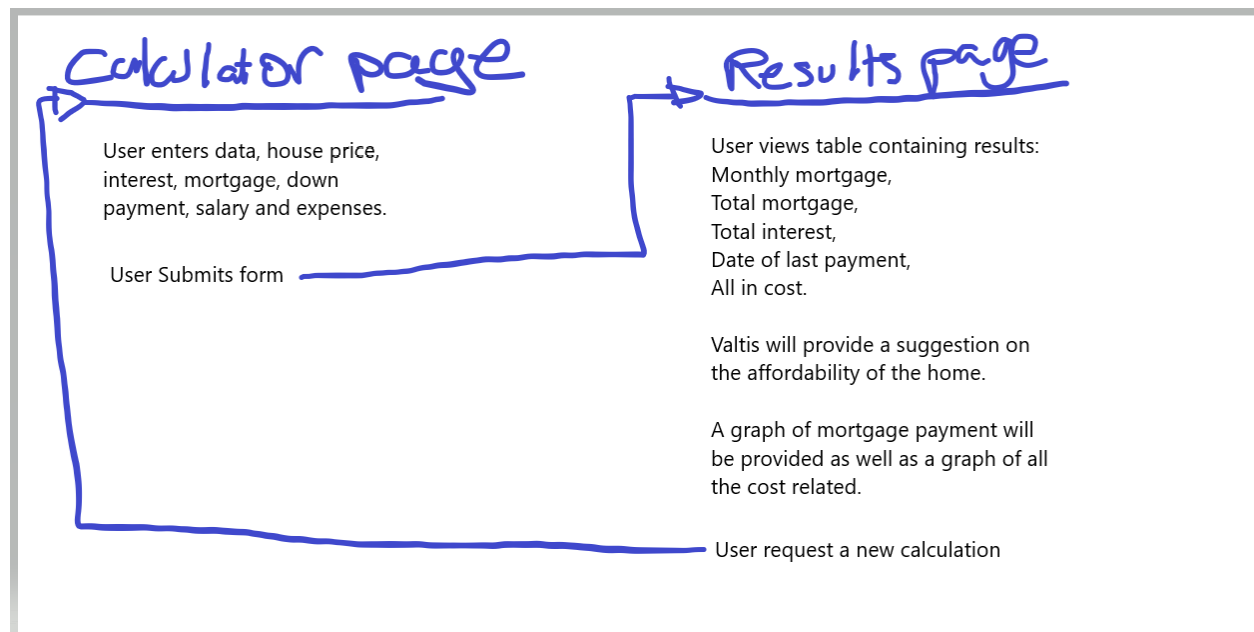 Calculator page
User enters data, house price,
interest, mortgage, down
payment, salary and expenses.
User Submits form
Results page
User views table containing results:
Monthly mortgage,
Total mortgage,
Total interest,
Date of last payment,
All in cost.
Valtis will provide a suggestion on
the affordability of the home.
A graph of mortgage payment will
be provided as well as a graph of all
the cost related.
User request a new calculation